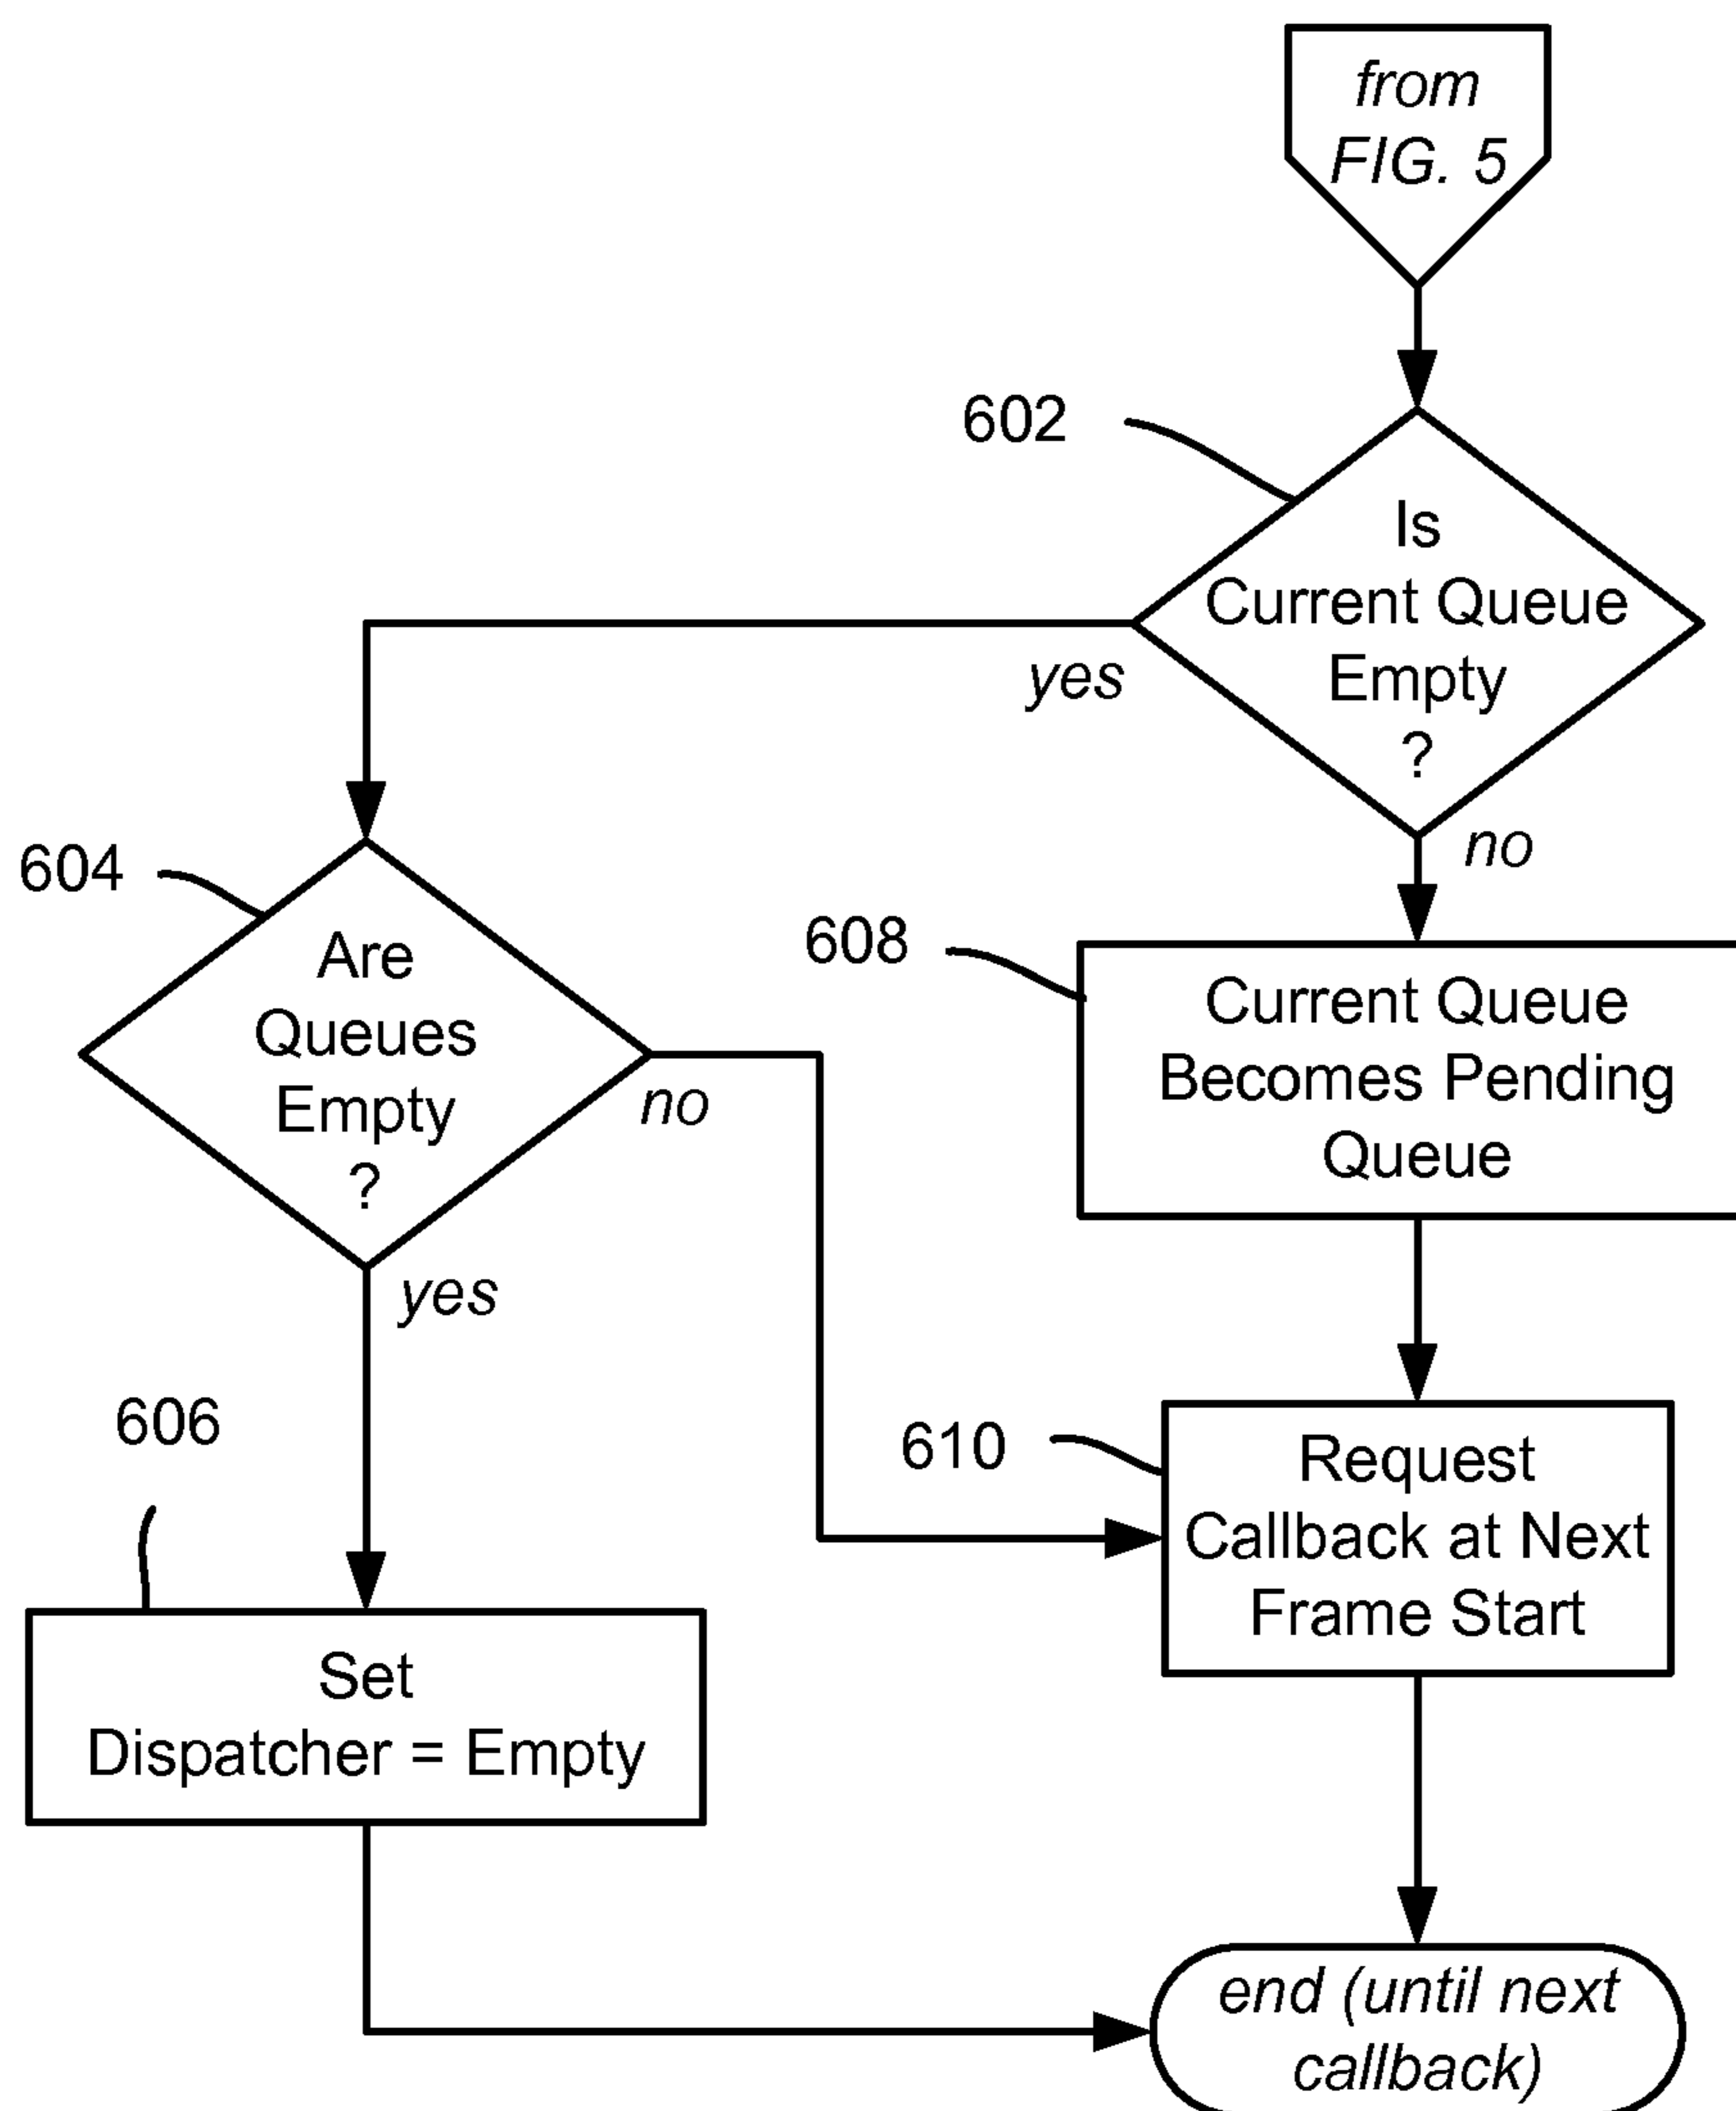 from
FIG. 5
602
Is
Current Queue
Empty
?
yes
no
604
Are
Queues
Empty
?
no
yes
608
Current Queue
Becomes Pending
Queue
606
Set
Dispatcher = Empty
610
Request
Callback at Next
Frame Start
end (until next
callback)